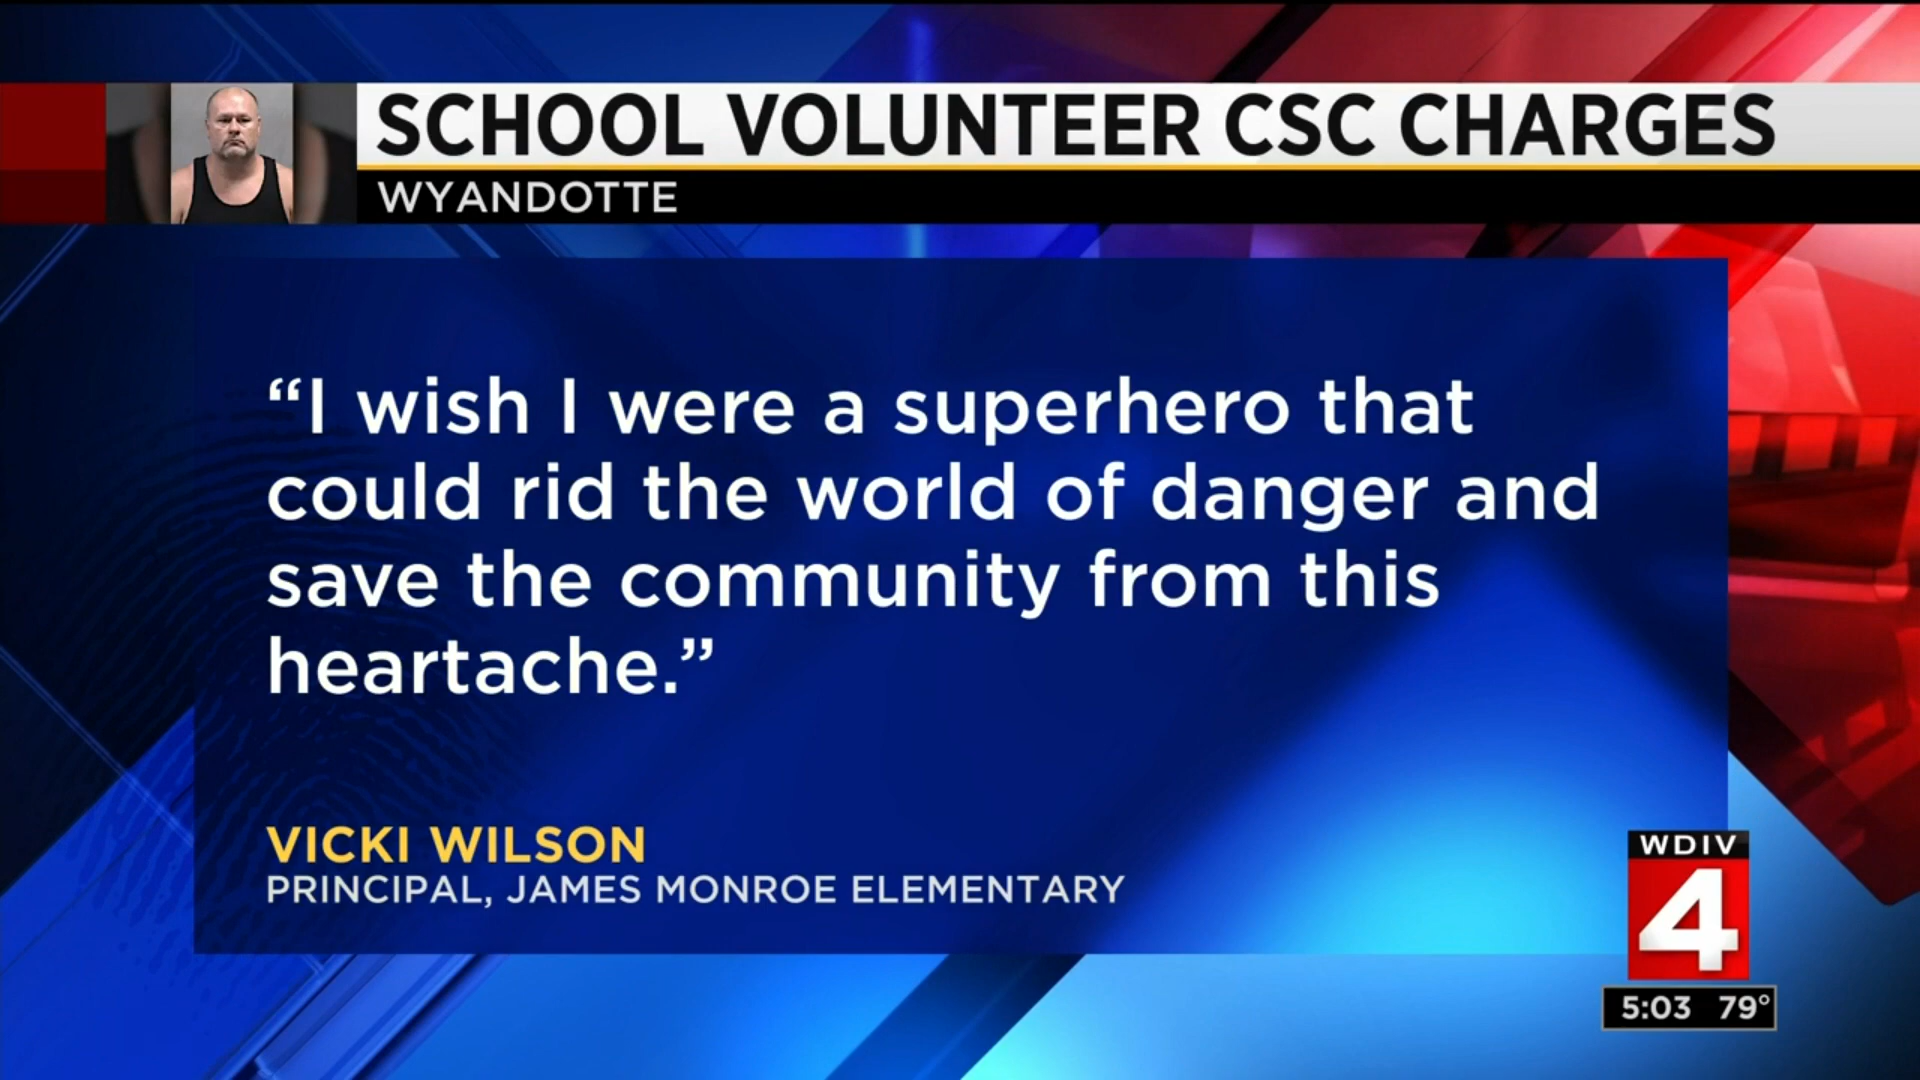 SCHOOL VOLUNTEER CSC CHARGES
WYANDOTTE
“I wish I were a superhero that
could rid the world of danger and
save the community from this
heartache.”
VICKI WILSON
PRINCIPAL, JAMES MONROE ELEMENTARY
WDIV
4
5:03 79°